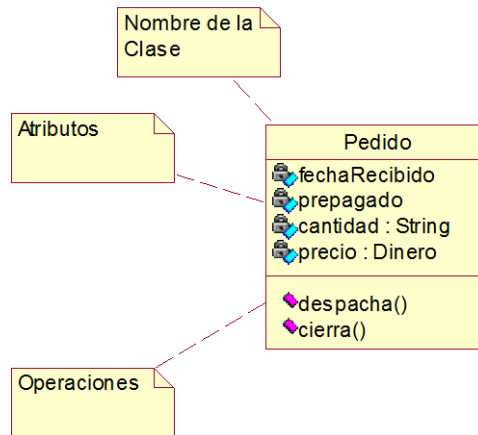 Nombre de la
Clase
Atributos
Pedido
fechaRecibido
prepagado
cantidad : String
precio : Dinero
despacha()
cierra()
Operaciones